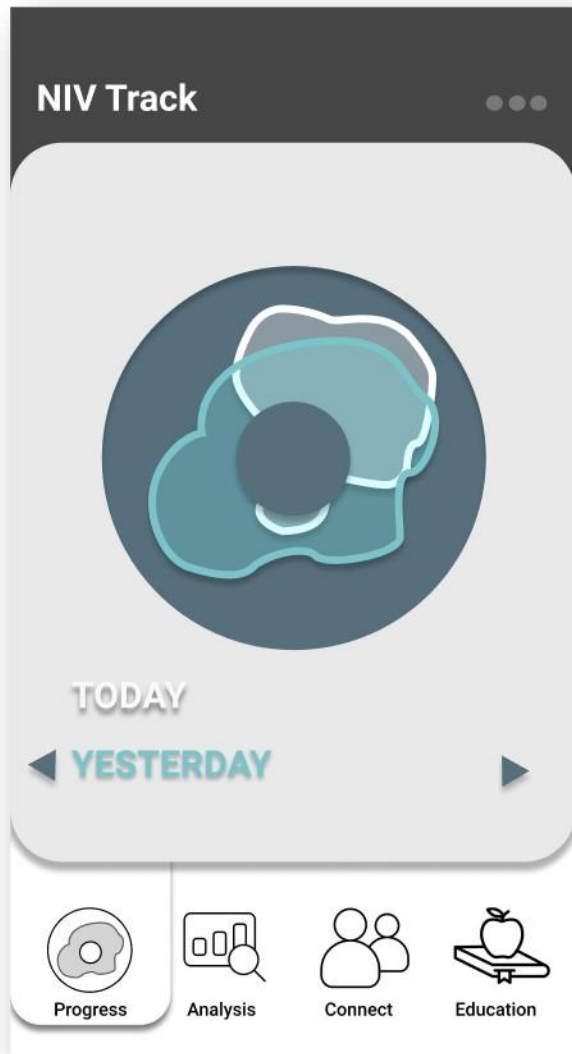 NIV Track
TODAY
YESTERDAY
Progress
Analysis
Connect
Education